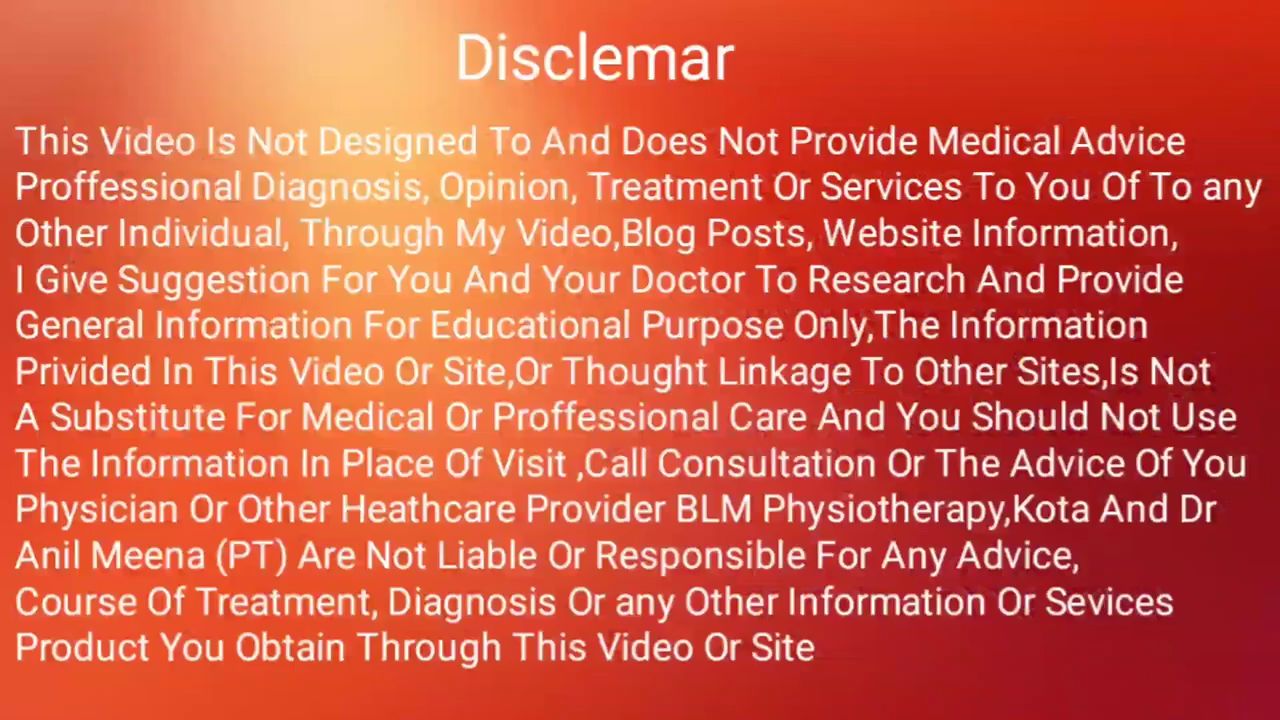 Disclemar
This Video Is Not Designed To And Does Not Provide Medical Advice
Proffessional Diagnosis, Opinion, Treatment Or Services To You Of To any
Other Individual, Through My Video,Blog Posts, Website Information,
I Give Suggestion For You And Your Doctor To Research And Provide
General Information For Educational Purpose Only,The Information
Privided In This Video Or Site,Or Thought Linkage To Other Sites,Is Not
A Substitute For Medical Or Proffessional Care And You Should Not Use
The Information In Place Of Visit ,Call Consultation Or The Advice Of You
Physician Or Other Heathcare Provider BLM Physiotherapy,Kota And Dr
Anil Meena (PT) Are Not Liable Or Responsible For Any Advice,
Course Of Treatment, Diagnosis Or any Other Information Or Sevices
Product You Obtain Through This Video Or Site